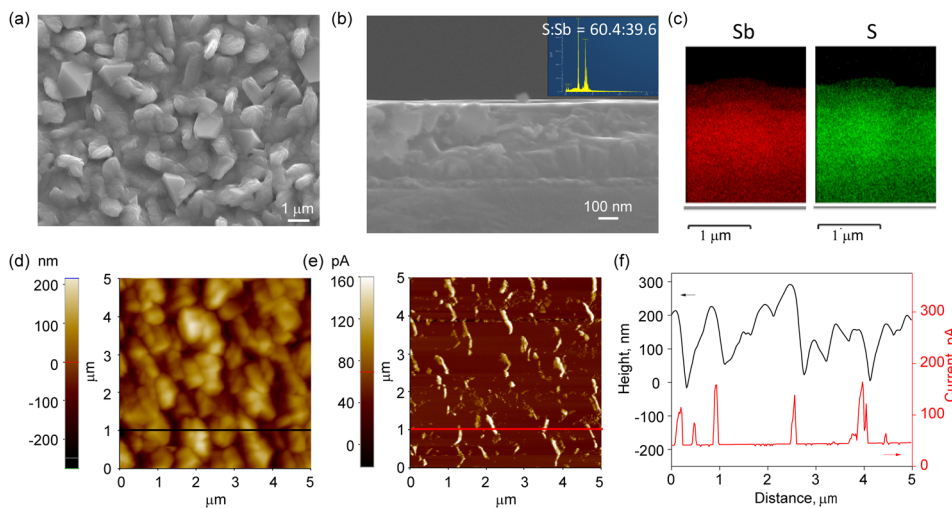 (a)
1 μm
(b)
S:Sb = 60.4:39.6
100 nm
(c)
Sb
S
1 μm
1 μm
(d)
nm
200
100
0
-100
-200
5
4
3
2
1
0
μm
0 1 2 3 4 5
μm
(e)
pA
160
140
120
100
80
60
40
20
0
5
4
3
2
1
0
μm
0 1 2 3 4 5
μm
(f)
300
200
100
0
-100
-200
Height, nm
300
200
100
0
Current, pA
0 1 2 3 4 5
Distance, μm